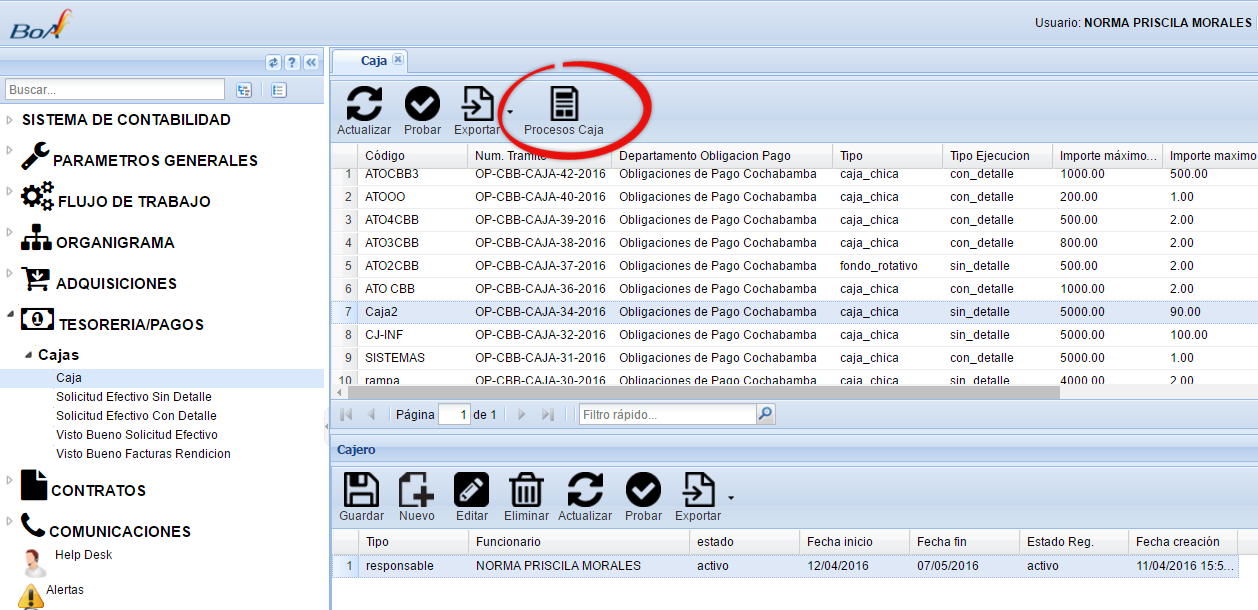 BoA
Usuario: NORMA PRISCILA MORALES
Buscar...
SISTEMA DE CONTABILIDAD
PARAMETROS GENERALES
FLUJO DE TRABAJO
ORGANIGRAMA
ADQUISICIONES
TESORERIA/PAGOS
Cajas
Caja
Solicitud Efectivo Sin Detalle
Solicitud Efectivo Con Detalle
Visto Bueno Solicitud Efectivo
Visto Bueno Facturas Rendicion
CONTRATOS
COMUNICACIONES
Help Desk
Alertas
Caja
Actualizar Probar Exportar Procesos Caja
Código Num. Tramite Departamento Obligacion Pago Tipo Tipo Ejecucion Importe máximo... Importe maximo
1 ATOCBB3 OP-CBB-CAJA-42-2016 Obligaciones de Pago Cochabamba caja_chica con_detalle 1000.00 500.00
2 ATOOO OP-CBB-CAJA-40-2016 Obligaciones de Pago Cochabamba caja_chica con_detalle 200.00 1.00
3 ATO4CBB OP-CBB-CAJA-39-2016 Obligaciones de Pago Cochabamba caja_chica con_detalle 500.00 2.00
4 ATO3CBB OP-CBB-CAJA-38-2016 Obligaciones de Pago Cochabamba caja_chica con_detalle 800.00 2.00
5 ATO2CBB OP-CBB-CAJA-37-2016 Obligaciones de Pago Cochabamba fondo_rotativo sin_detalle 500.00 2.00
6 ATO CBB OP-CBB-CAJA-36-2016 Obligaciones de Pago Cochabamba caja_chica con_detalle 1000.00 2.00
7 Caja2 OP-CBB-CAJA-34-2016 Obligaciones de Pago Cochabamba caja_chica sin_detalle 5000.00 90.00
8 CJ-INF OP-CBB-CAJA-32-2016 Obligaciones de Pago Cochabamba caja_chica sin_detalle 5000.00 100.00
9 SISTEMAS OP-CBB-CAJA-31-2016 Obligaciones de Pago Cochabamba caja_chica con_detalle 5000.00 1.00
10 rampa OP-CBB-CAJA-30-2016 Obligaciones de Pago Cochabamba caja_chica sin_detalle 4000.00 2.00
Página 1 de 1 Filtro rápido...
Cajero
Guardar Nuevo Editar Eliminar Actualizar Probar Exportar
Tipo Funcionario estado Fecha inicio Fecha fin Estado Reg. Fecha creación
1 responsable NORMA PRISCILA MORALES activo 12/04/2016 07/05/2016 activo 11/04/2016 15:5...